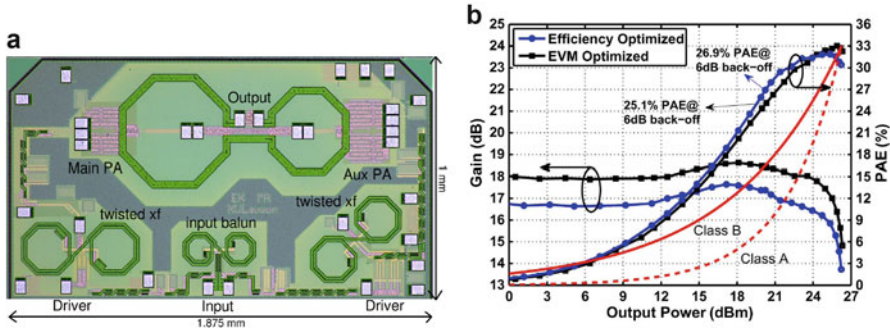 a
Output
Main PA
Aux PA
twisted xf
input balun
twisted xf
Driver
Input
Driver
1.875 mm
1 mm
b
Efficiency Optimized
EVM Optimized
26.9% PAE@
6dB back-off
25.1% PAE@
6dB back-off
Class B
Class A
Gain (dB)
25
24
23
22
21
20
19
18
17
16
15
14
13
PAE (%)
36
33
30
27
24
21
18
15
12
9
6
3
0
0 3 6 9 12 15 18 21 24 27
Output Power (dBm)